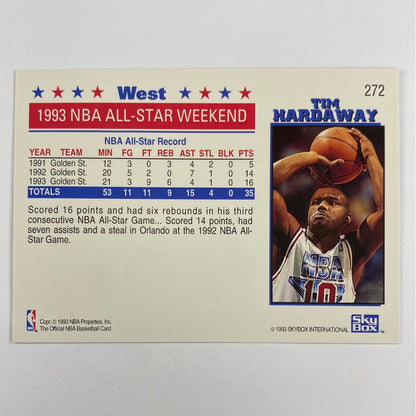 272
West
1993 NBA ALL-STAR WEEKEND
TIM
HARDAWAY
NBA All-Star Record
YEAR TEAM MIN FG FT REB AST STL BLK PTS
1991 Golden St. 12 3 0 3 4 2 0 5
1992 Golden St. 20 5 2 0 7 1 0 14
1993 Golden St. 21 3 9 6 4 1 0 16
TOTALS 53 11 11 9 15 4 0 35
Scored 16 points and had six rebounds in his third
consecutive NBA All-Star Game... Scored 14 points, had
seven assists and a steal in Orlando at the 1992 NBA All-
Star Game.
NBA
10
NBA
Copr. © 1993 NBA Properties, Inc.
The Official NBA Basketball Card
© 1993 SKYBOX INTERNATIONAL
SkyBox TM